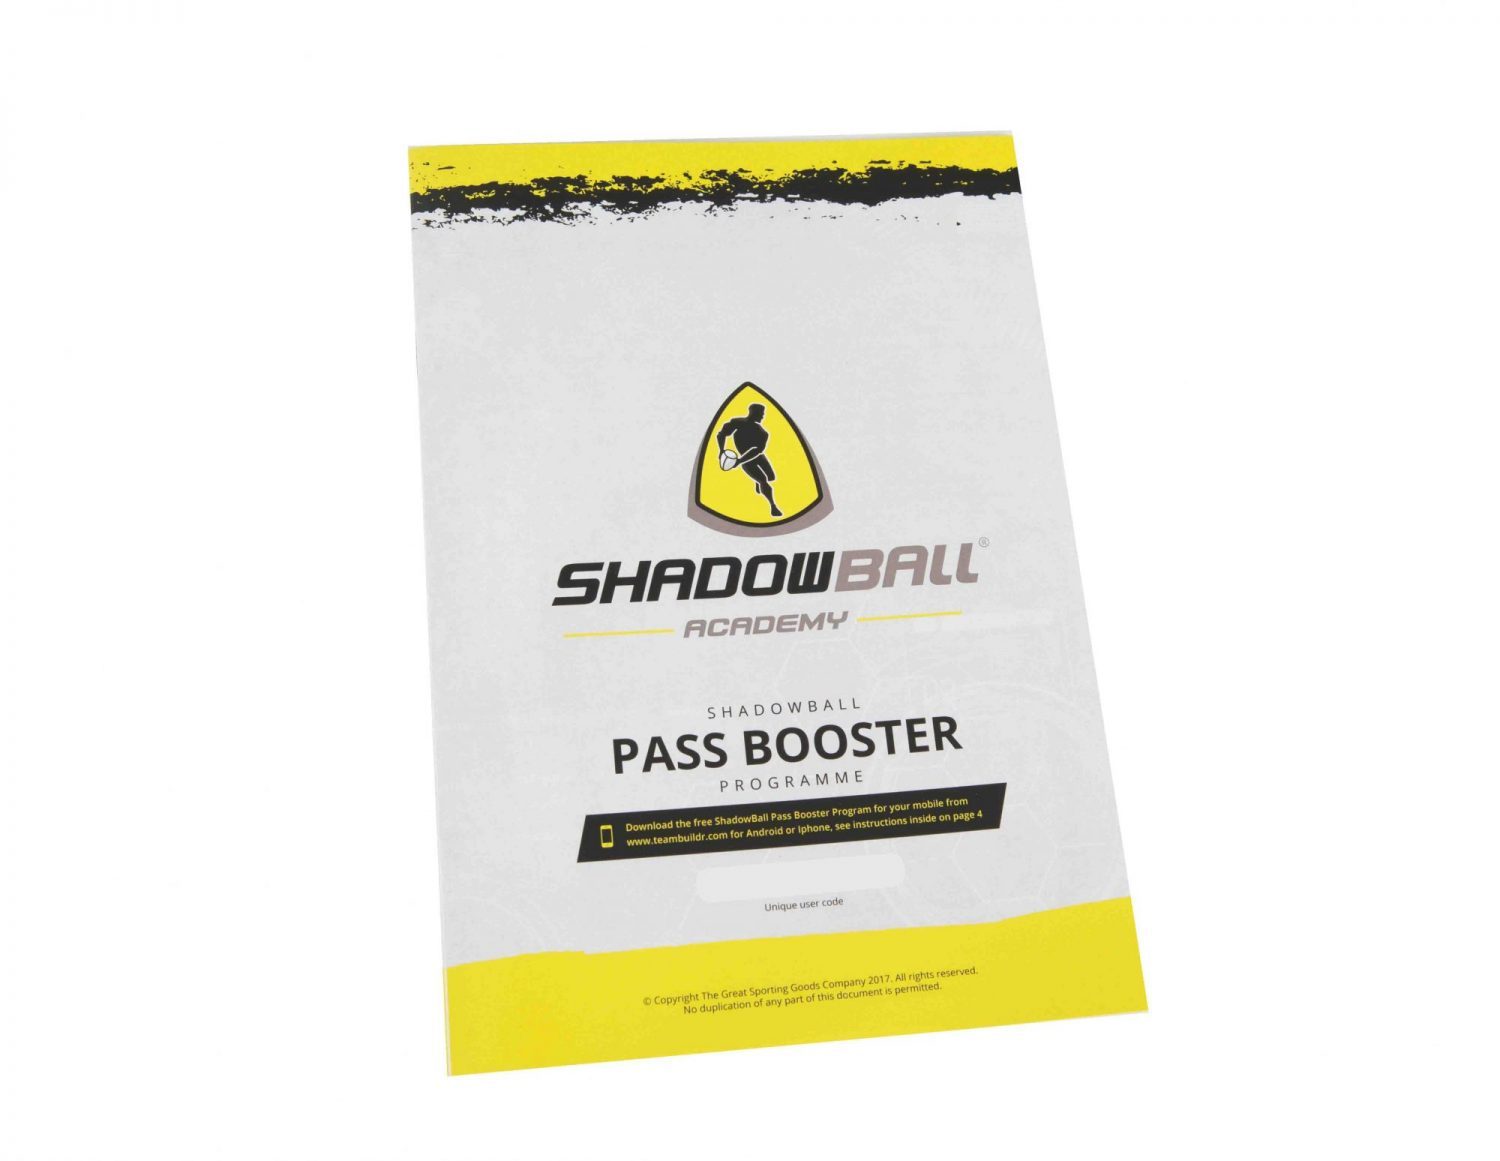 SHADOWBALL®
ACADEMY
SHADOWBALL
PASS BOOSTER
PROGRAMME
Download the free ShadowBall Pass Booster Program for your mobile from
www.teambuildr.com for Android or Iphone, see instructions inside on page 4
Unique user code
© Copyright The Great Sporting Goods Company 2017. All rights reserved.
No duplication of any part of this document is permitted.